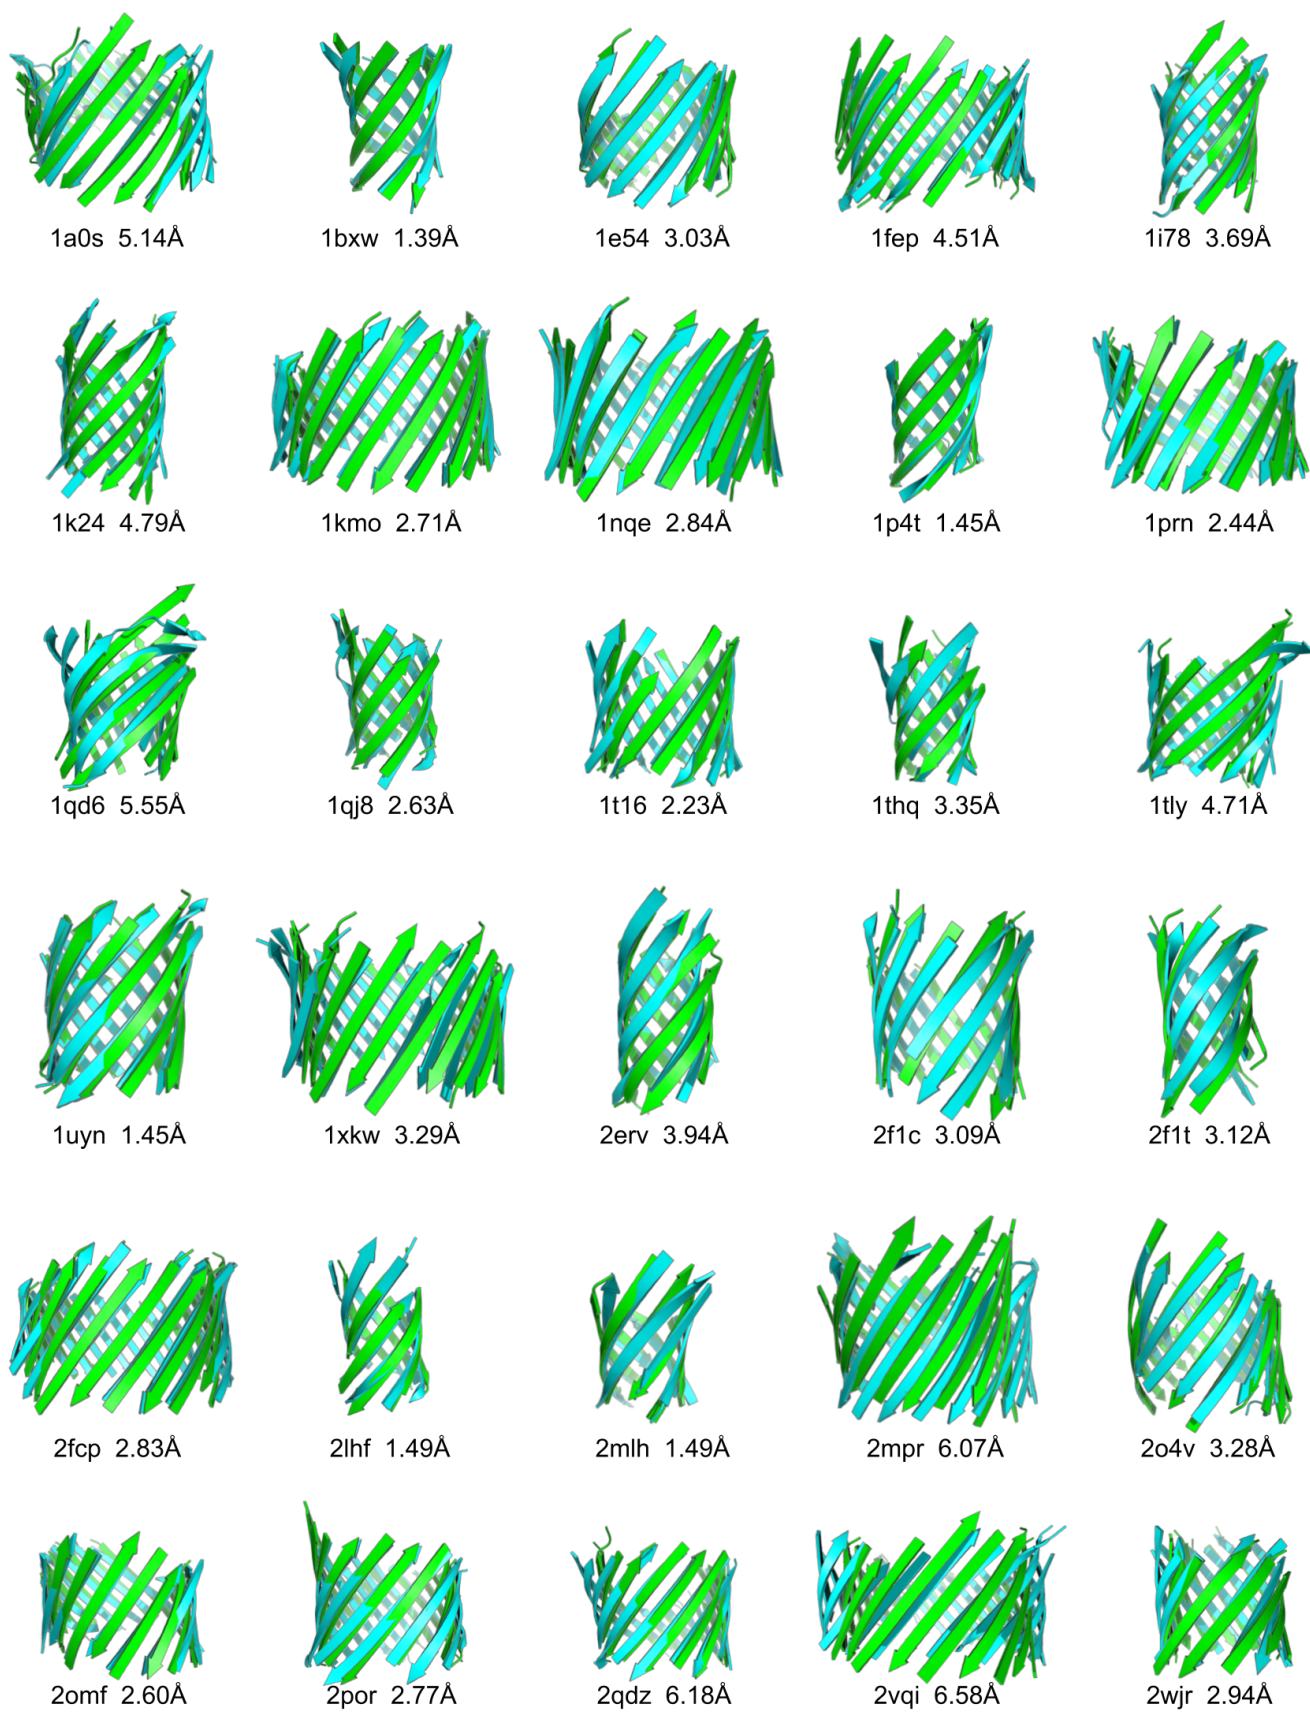 1a0s 5.14Å 1bxw 1.39Å 1e54 3.03Å 1fep 4.51Å 1i78 3.69Å
1k24 4.79Å 1kmo 2.71Å 1nqe 2.84Å 1p4t 1.45Å 1prn 2.44Å
1qd6 5.55Å 1qj8 2.63Å 1t16 2.23Å 1thq 3.35Å 1tly 4.71Å
1uyn 1.45Å 1xkw 3.29Å 2erv 3.94Å 2f1c 3.09Å 2f1t 3.12Å
2fcp 2.83Å 2lhf 1.49Å 2mlh 1.49Å 2mpr 6.07Å 2o4v 3.28Å
2omf 2.60Å 2por 2.77Å 2qdz 6.18Å 2vqi 6.58Å 2wjr 2.94Å